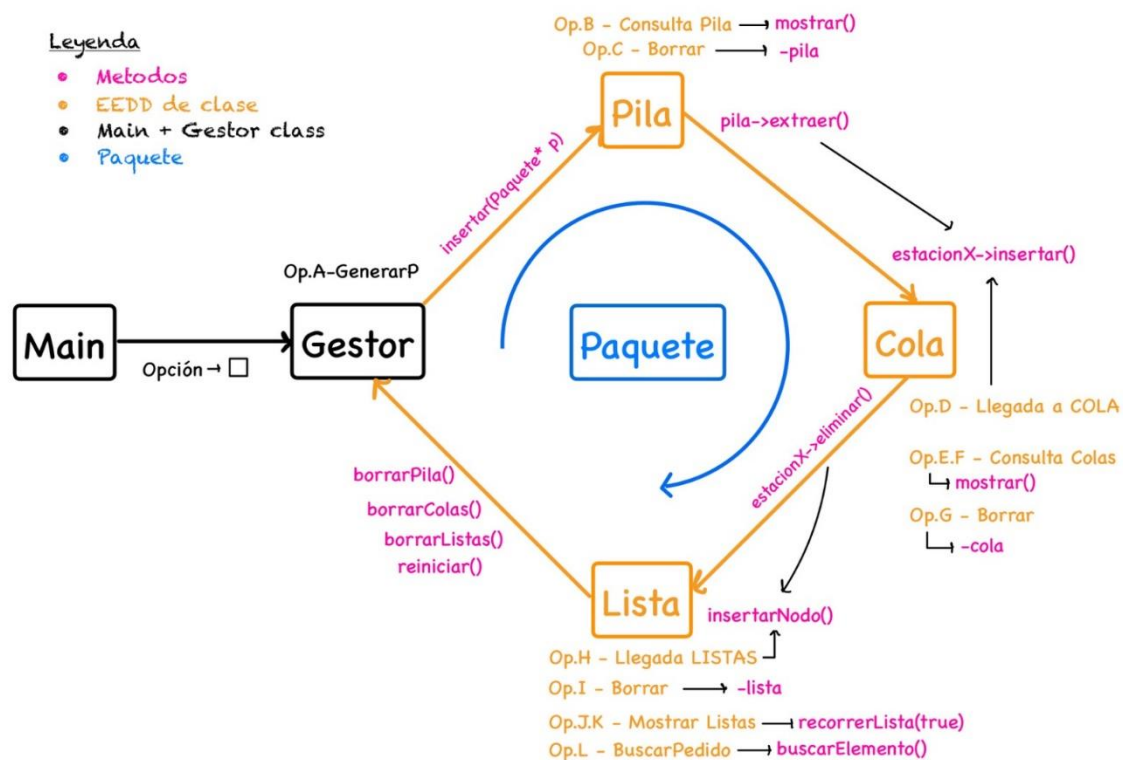 Leyenda
Metodos
EEDD de clase
Main + Gestor class
Paquete
Op.B - Consulta Pila → mostrar()
Op.C - Borrar → -pila
Pila
pila->extraer()
insertar(Paquete* p)
estacionX->insertar()
Op.A-GenerarP
Main
Opción → □
Gestor
Paquete
Cola
Op.D - Llegada a COLA
Op.E.F - Consulta Colas
mostrar()
Op.G - Borrar
-cola
estacionX->eliminar()
borrarPila()
borrarColas()
borrarListas()
reiniciar()
Lista
insertarNodo()
Op.H - Llegada LISTAS
Op.I - Borrar → -lista
Op.J.K - Mostrar Listas → recorrerLista(true)
Op.L - BuscarPedido → buscarElemento()